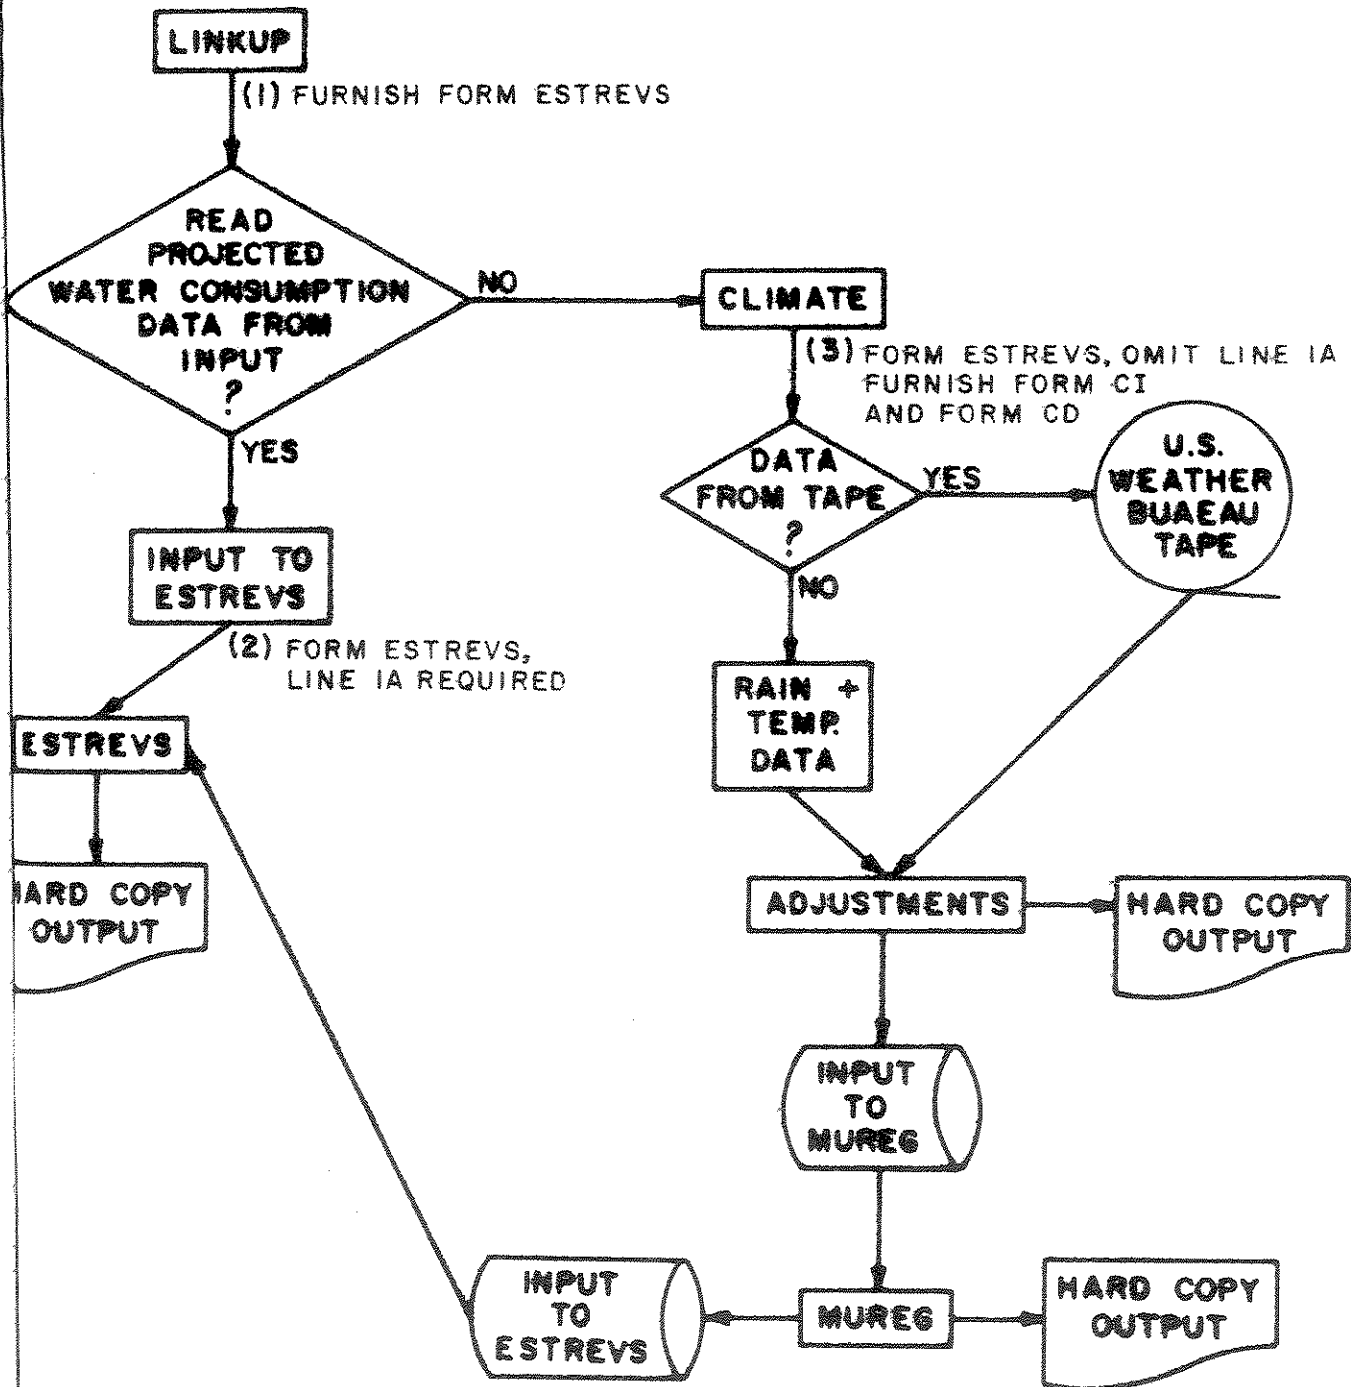 LINKUP
(1) FURNISH FORM ESTREVS
READ
PROJECTED
WATER CONSUMPTION
DATA FROM
INPUT
?
NO
YES
INPUT TO
ESTREVS
(2) FORM ESTREVS,
LINE 1A REQUIRED
ESTREVS
HARD COPY
OUTPUT
CLIMATE
(3) FORM ESTREVS, OMIT LINE 1A
FURNISH FORM CI
AND FORM CD
DATA
FROM TAPE
?
YES
NO
U.S.
WEATHER
BUAEAU
TAPE
RAIN +
TEMP.
DATA
ADJUSTMENTS
HARD COPY
OUTPUT
INPUT
TO
MUREG
MUREG
HARD COPY
OUTPUT
INPUT
TO
ESTREVS